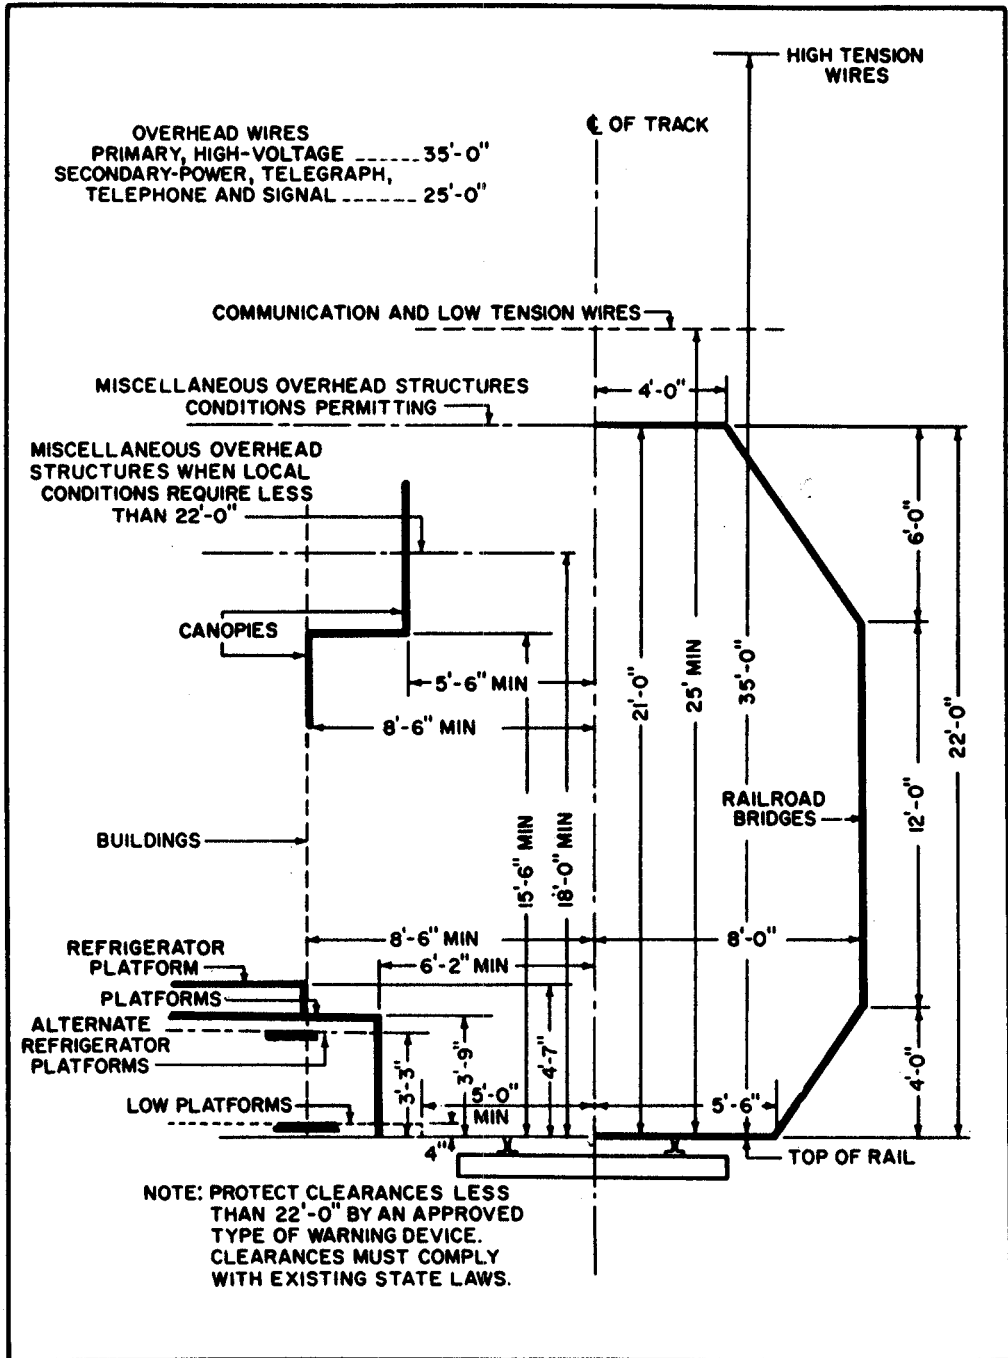 HIGH TENSION
WIRES
℄ OF TRACK
OVERHEAD WIRES
PRIMARY, HIGH-VOLTAGE ------ 35'-0"
SECONDARY-POWER, TELEGRAPH,
TELEPHONE AND SIGNAL ------ 25'-0"
COMMUNICATION AND LOW TENSION WIRES
MISCELLANEOUS OVERHEAD STRUCTURES
CONDITIONS PERMITTING
4'-0"
MISCELLANEOUS OVERHEAD
STRUCTURES WHEN LOCAL
CONDITIONS REQUIRE LESS
THAN 22'-0"
6'-0"
CANOPIES
5'-6" MIN
8'-6" MIN
21'-0"
25' MIN
35'-0"
22'-0"
BUILDINGS
15'-6" MIN
18'-0" MIN
RAILROAD
BRIDGES
12'-0"
8'-6" MIN
8'-0"
6'-2" MIN
REFRIGERATOR
PLATFORM
PLATFORMS
ALTERNATE
REFRIGERATOR
PLATFORMS
3'-3"
3'-9"
4'-7"
4'-0"
5'-0"
MIN
5'-6"
LOW PLATFORMS
4"
TOP OF RAIL
NOTE: PROTECT CLEARANCES LESS
THAN 22'-0" BY AN APPROVED
TYPE OF WARNING DEVICE.
CLEARANCES MUST COMPLY
WITH EXISTING STATE LAWS.